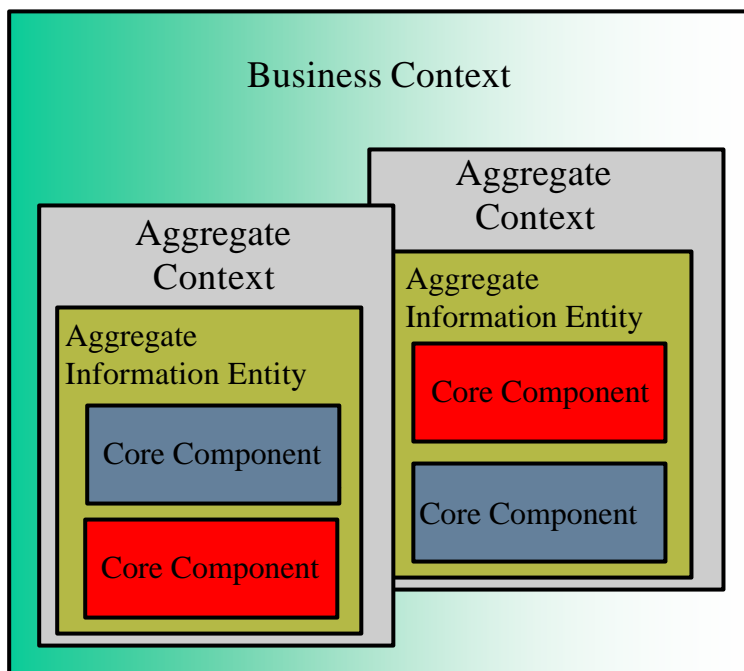 Business Context
Aggregate
Context
Aggregate
Information Entity
Core Component
Core Component
Aggregate
Context
Aggregate
Information Entity
Core Component
Core Component